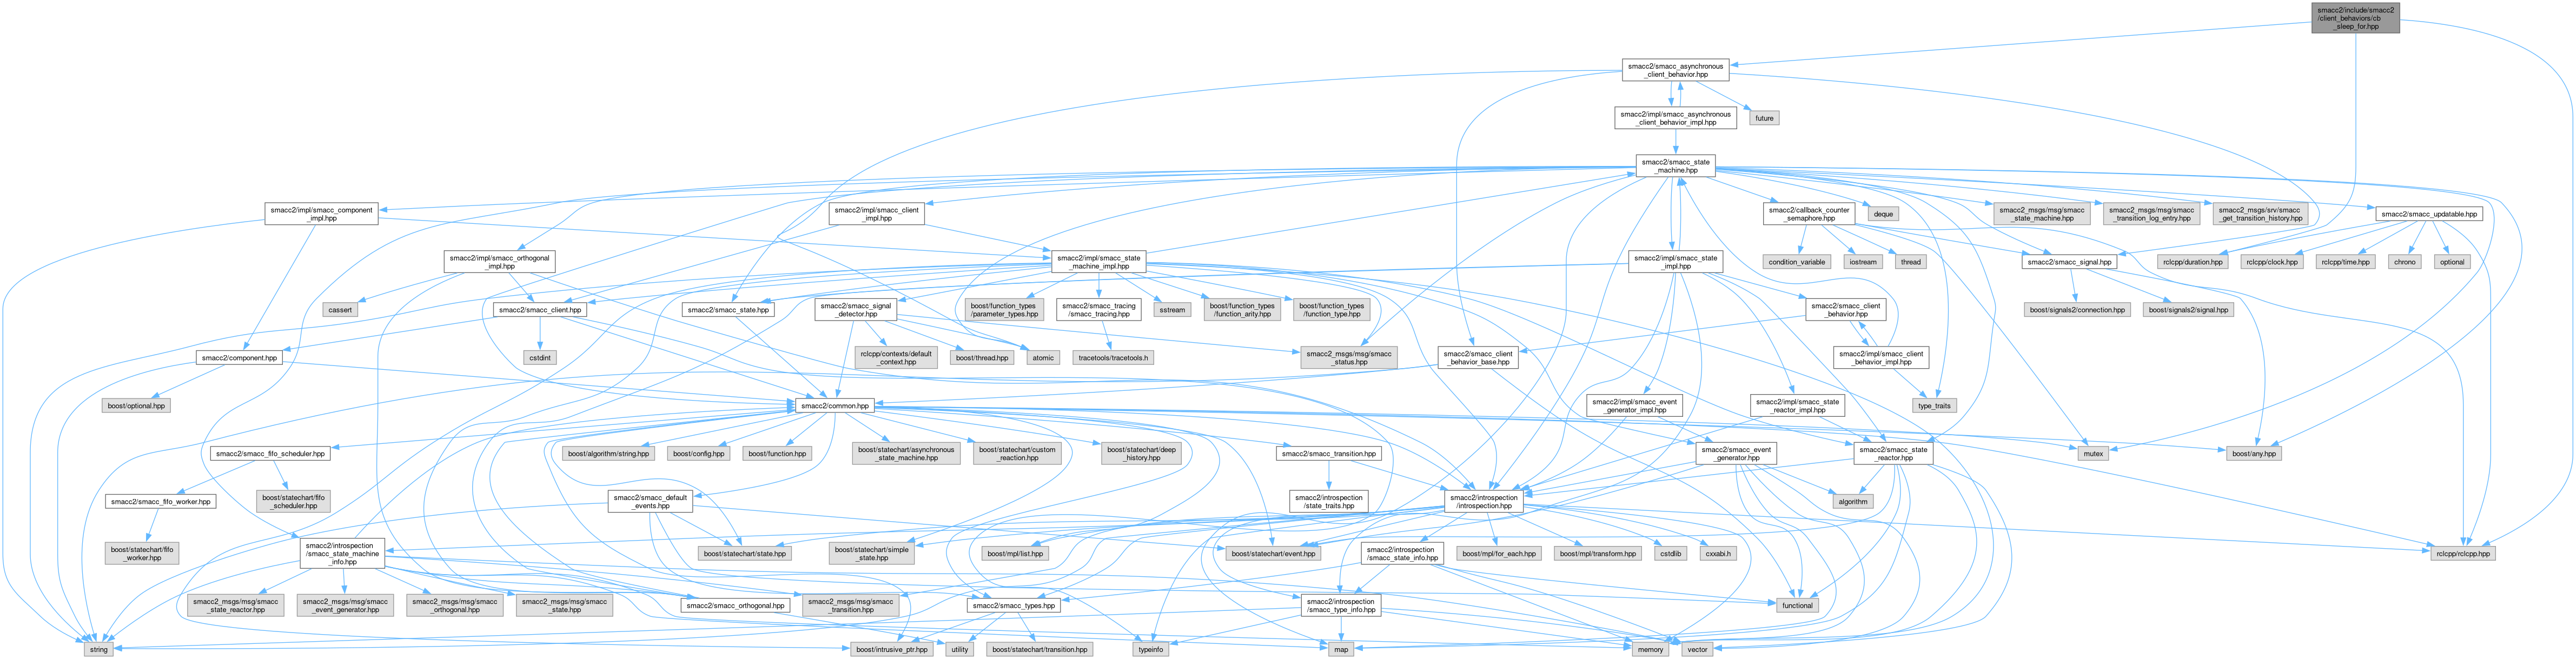 smacc2/include/smacc2
/client_behaviors/cb
_sleep_for.hpp
smacc2/smacc_asynchronous
_client_behavior.hpp
smacc2/impl/smacc_asynchronous
_client_behavior_impl.hpp
future
smacc2/smacc_state
_machine.hpp
smacc2/impl/smacc_component
_impl.hpp
smacc2/impl/smacc_client
_impl.hpp
smacc2/callback_counter
_semaphore.hpp
deque
smacc2_msgs/msg/smacc
_state_machine.hpp
smacc2_msgs/msg/smacc
_transition_log_entry.hpp
smacc2_msgs/srv/smacc
_get_transition_history.hpp
smacc2/smacc_updatable.hpp
smacc2/impl/smacc_orthogonal
_impl.hpp
smacc2/impl/smacc_state
_machine_impl.hpp
smacc2/impl/smacc_state
_impl.hpp
condition_variable
iostream
thread
smacc2/smacc_signal.hpp
rclcpp/duration.hpp
rclcpp/clock.hpp
rclcpp/time.hpp
chrono
optional
cassert
smacc2/smacc_client.hpp
smacc2/smacc_state.hpp
smacc2/smacc_signal
_detector.hpp
boost/function_types
/parameter_types.hpp
smacc2/smacc_tracing
/smacc_tracing.hpp
sstream
boost/function_types
/function_arity.hpp
boost/function_types
/function_type.hpp
smacc2/smacc_client
_behavior.hpp
boost/signals2/connection.hpp
boost/signals2/signal.hpp
smacc2/component.hpp
cstdint
rclcpp/contexts/default
_context.hpp
boost/thread.hpp
atomic
tracetools/tracetools.h
smacc2_msgs/msg/smacc
_status.hpp
smacc2/smacc_client
_behavior_base.hpp
smacc2/impl/smacc_client
_behavior_impl.hpp
boost/optional.hpp
smacc2/common.hpp
smacc2/impl/smacc_event
_generator_impl.hpp
smacc2/impl/smacc_state
_reactor_impl.hpp
type_traits
smacc2/smacc_fifo_scheduler.hpp
boost/algorithm/string.hpp
boost/config.hpp
boost/function.hpp
boost/statechart/asynchronous
_state_machine.hpp
boost/statechart/custom
_reaction.hpp
boost/statechart/deep
_history.hpp
smacc2/smacc_transition.hpp
smacc2/smacc_event
_generator.hpp
smacc2/smacc_state
_reactor.hpp
mutex
boost/any.hpp
smacc2/smacc_fifo_worker.hpp
boost/statechart/fifo
_scheduler.hpp
smacc2/smacc_default
_events.hpp
smacc2/introspection
/state_traits.hpp
smacc2/introspection
/introspection.hpp
algorithm
boost/statechart/fifo
_worker.hpp
smacc2/introspection
/smacc_state_machine
_info.hpp
boost/statechart/state.hpp
boost/statechart/simple
_state.hpp
boost/mpl/list.hpp
boost/statechart/event.hpp
smacc2/introspection
/smacc_state_info.hpp
boost/mpl/for_each.hpp
boost/mpl/transform.hpp
cstdlib
cxxabi.h
rclcpp/rclcpp.hpp
smacc2_msgs/msg/smacc
_state_reactor.hpp
smacc2_msgs/msg/smacc
_event_generator.hpp
smacc2_msgs/msg/smacc
_orthogonal.hpp
smacc2_msgs/msg/smacc
_state.hpp
smacc2/smacc_orthogonal.hpp
smacc2_msgs/msg/smacc
_transition.hpp
smacc2/smacc_types.hpp
smacc2/introspection
/smacc_type_info.hpp
functional
string
boost/intrusive_ptr.hpp
utility
boost/statechart/transition.hpp
typeinfo
map
memory
vector